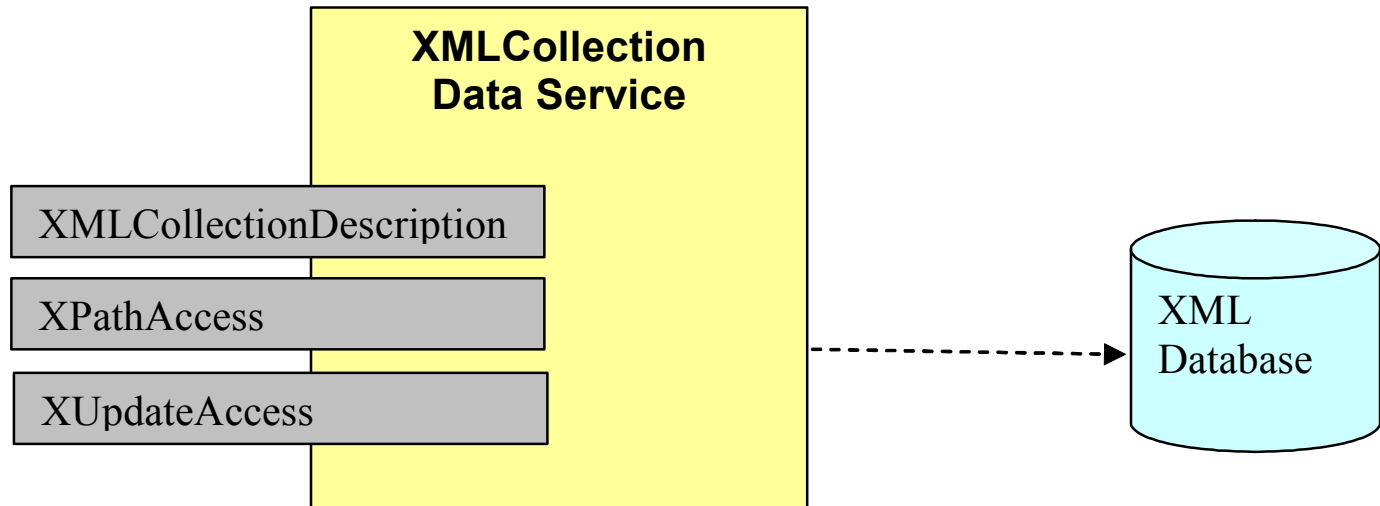 XMLCollection
Data Service
XMLCollectionDescription
XPathAccess
XUpdateAccess
XML
Database